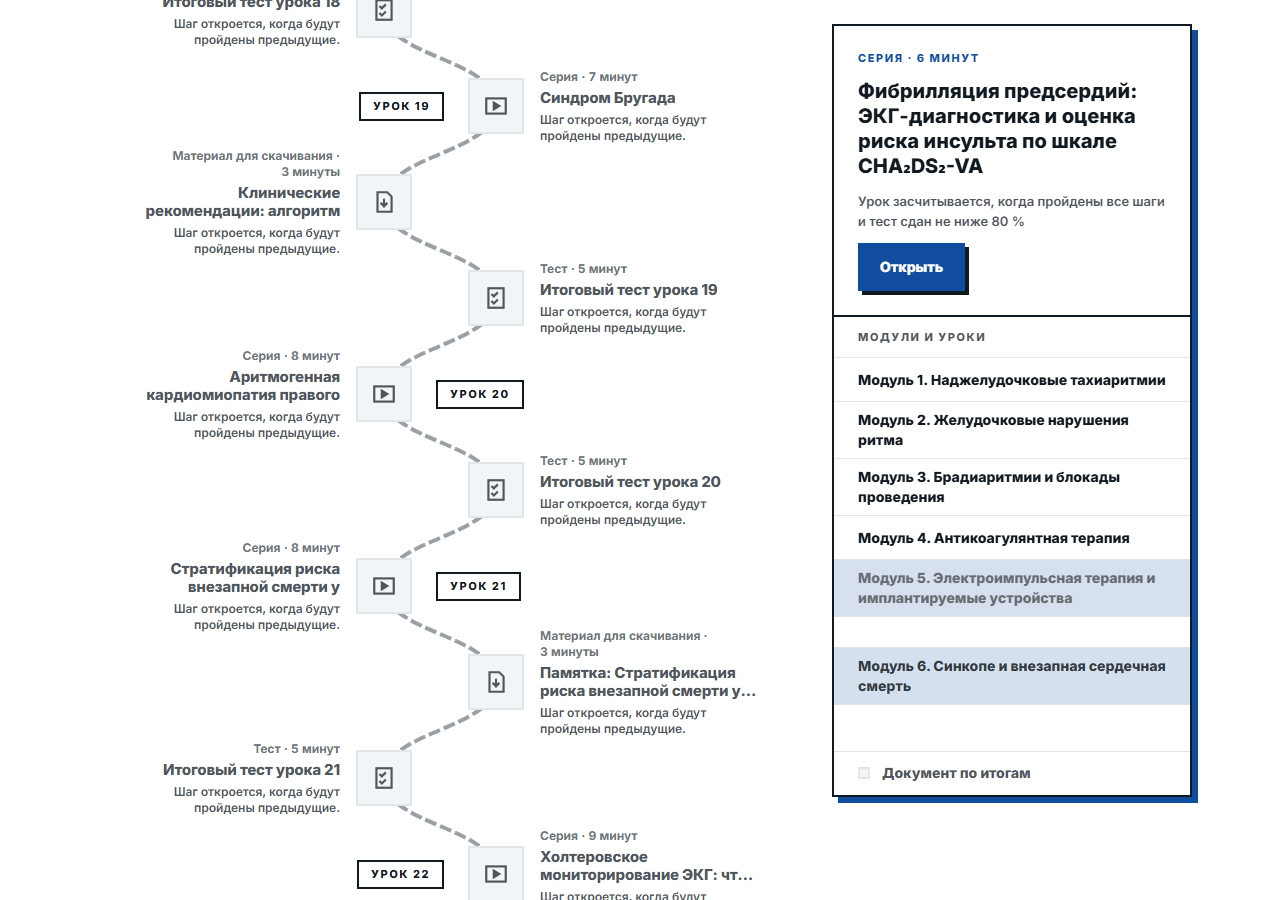 Итоговый тест урока 18
Шаг откроется, когда будут
пройдены предыдущие.
Серия · 7 минут
УРОК 19
Синдром Бругада
Шаг откроется, когда будут
пройдены предыдущие.
Материал для скачивания ·
3 минуты
Клинические
рекомендации: алгоритм
Шаг откроется, когда будут
пройдены предыдущие.
Тест · 5 минут
Итоговый тест урока 19
Шаг откроется, когда будут
пройдены предыдущие.
Серия · 8 минут
Аритмогенная
кардиомиопатия правого
Шаг откроется, когда будут
пройдены предыдущие.
УРОК 20
Тест · 5 минут
Итоговый тест урока 20
Шаг откроется, когда будут
пройдены предыдущие.
Серия · 8 минут
Стратификация риска
внезапной смерти у
Шаг откроется, когда будут
пройдены предыдущие.
УРОК 21
Материал для скачивания ·
3 минуты
Памятка: Стратификация
риска внезапной смерти у...
Шаг откроется, когда будут
пройдены предыдущие.
Тест · 5 минут
Итоговый тест урока 21
Шаг откроется, когда будут
пройдены предыдущие.
Серия · 9 минут
УРОК 22
Холтеровское
мониторирование ЭКГ: чт...
Шаг откроется, когда будут
СЕРИЯ · 6 МИНУТ
Фибрилляция предсердий:
ЭКГ-диагностика и оценка
риска инсульта по шкале
CHA₂DS₂-VA
Урок засчитывается, когда пройдены все шаги
и тест сдан не ниже 80 %
Открыть
МОДУЛИ И УРОКИ
Модуль 1. Наджелудочковые тахиаритмии
Модуль 2. Желудочковые нарушения
ритма
Модуль 3. Брадиаритмии и блокады
проведения
Модуль 4. Антикоагулянтная терапия
Модуль 5. Электроимпульсная терапия и
имплантируемые устройства
Модуль 6. Синкопе и внезапная сердечная
смерть
Документ по итогам